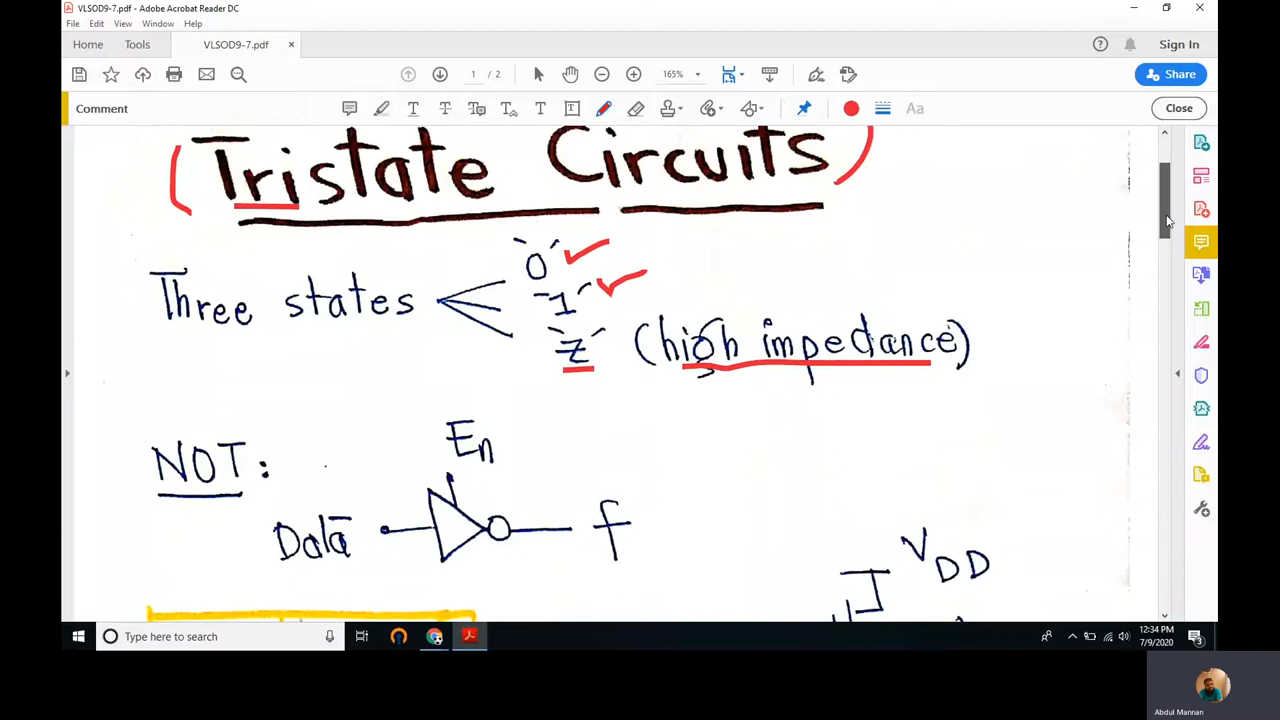 VLSOD9-7.pdf - Adobe Acrobat Reader DC
File Edit View Window Help
Home Tools VLSOD9-7.pdf × Sign In
1 / 2 165% Share
Comment Close
(Tristate Circuits)
Three states
"0"
"1"
"Z" (high impedance)
NOT:
En
Data f
VDD
Type here to search
12:34 PM
7/9/2020
3
Abdul Mannan